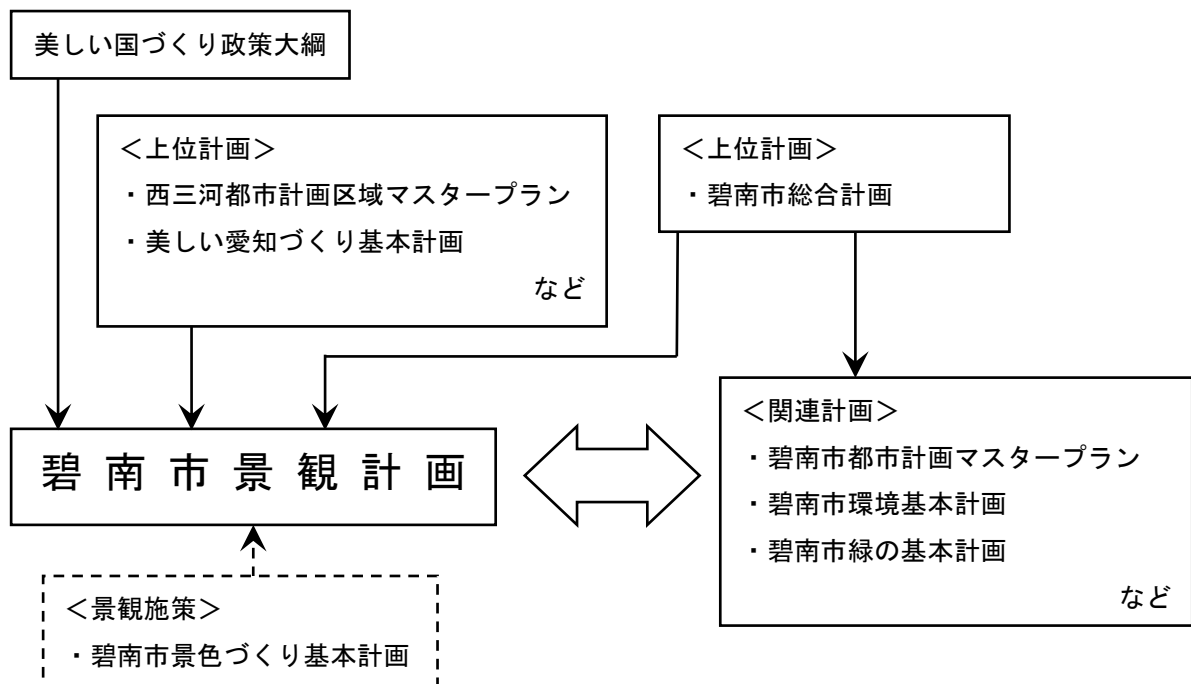 美しい国づくり政策大綱
＜上位計画＞
・西三河都市計画区域マスタープラン
・美しい愛知づくり基本計画
など
＜上位計画＞
・碧南市総合計画
碧南市景観計画
＜関連計画＞
・碧南市都市計画マスタープラン
・碧南市環境基本計画
・碧南市緑の基本計画
など
＜景観施策＞
・碧南市景色づくり基本計画